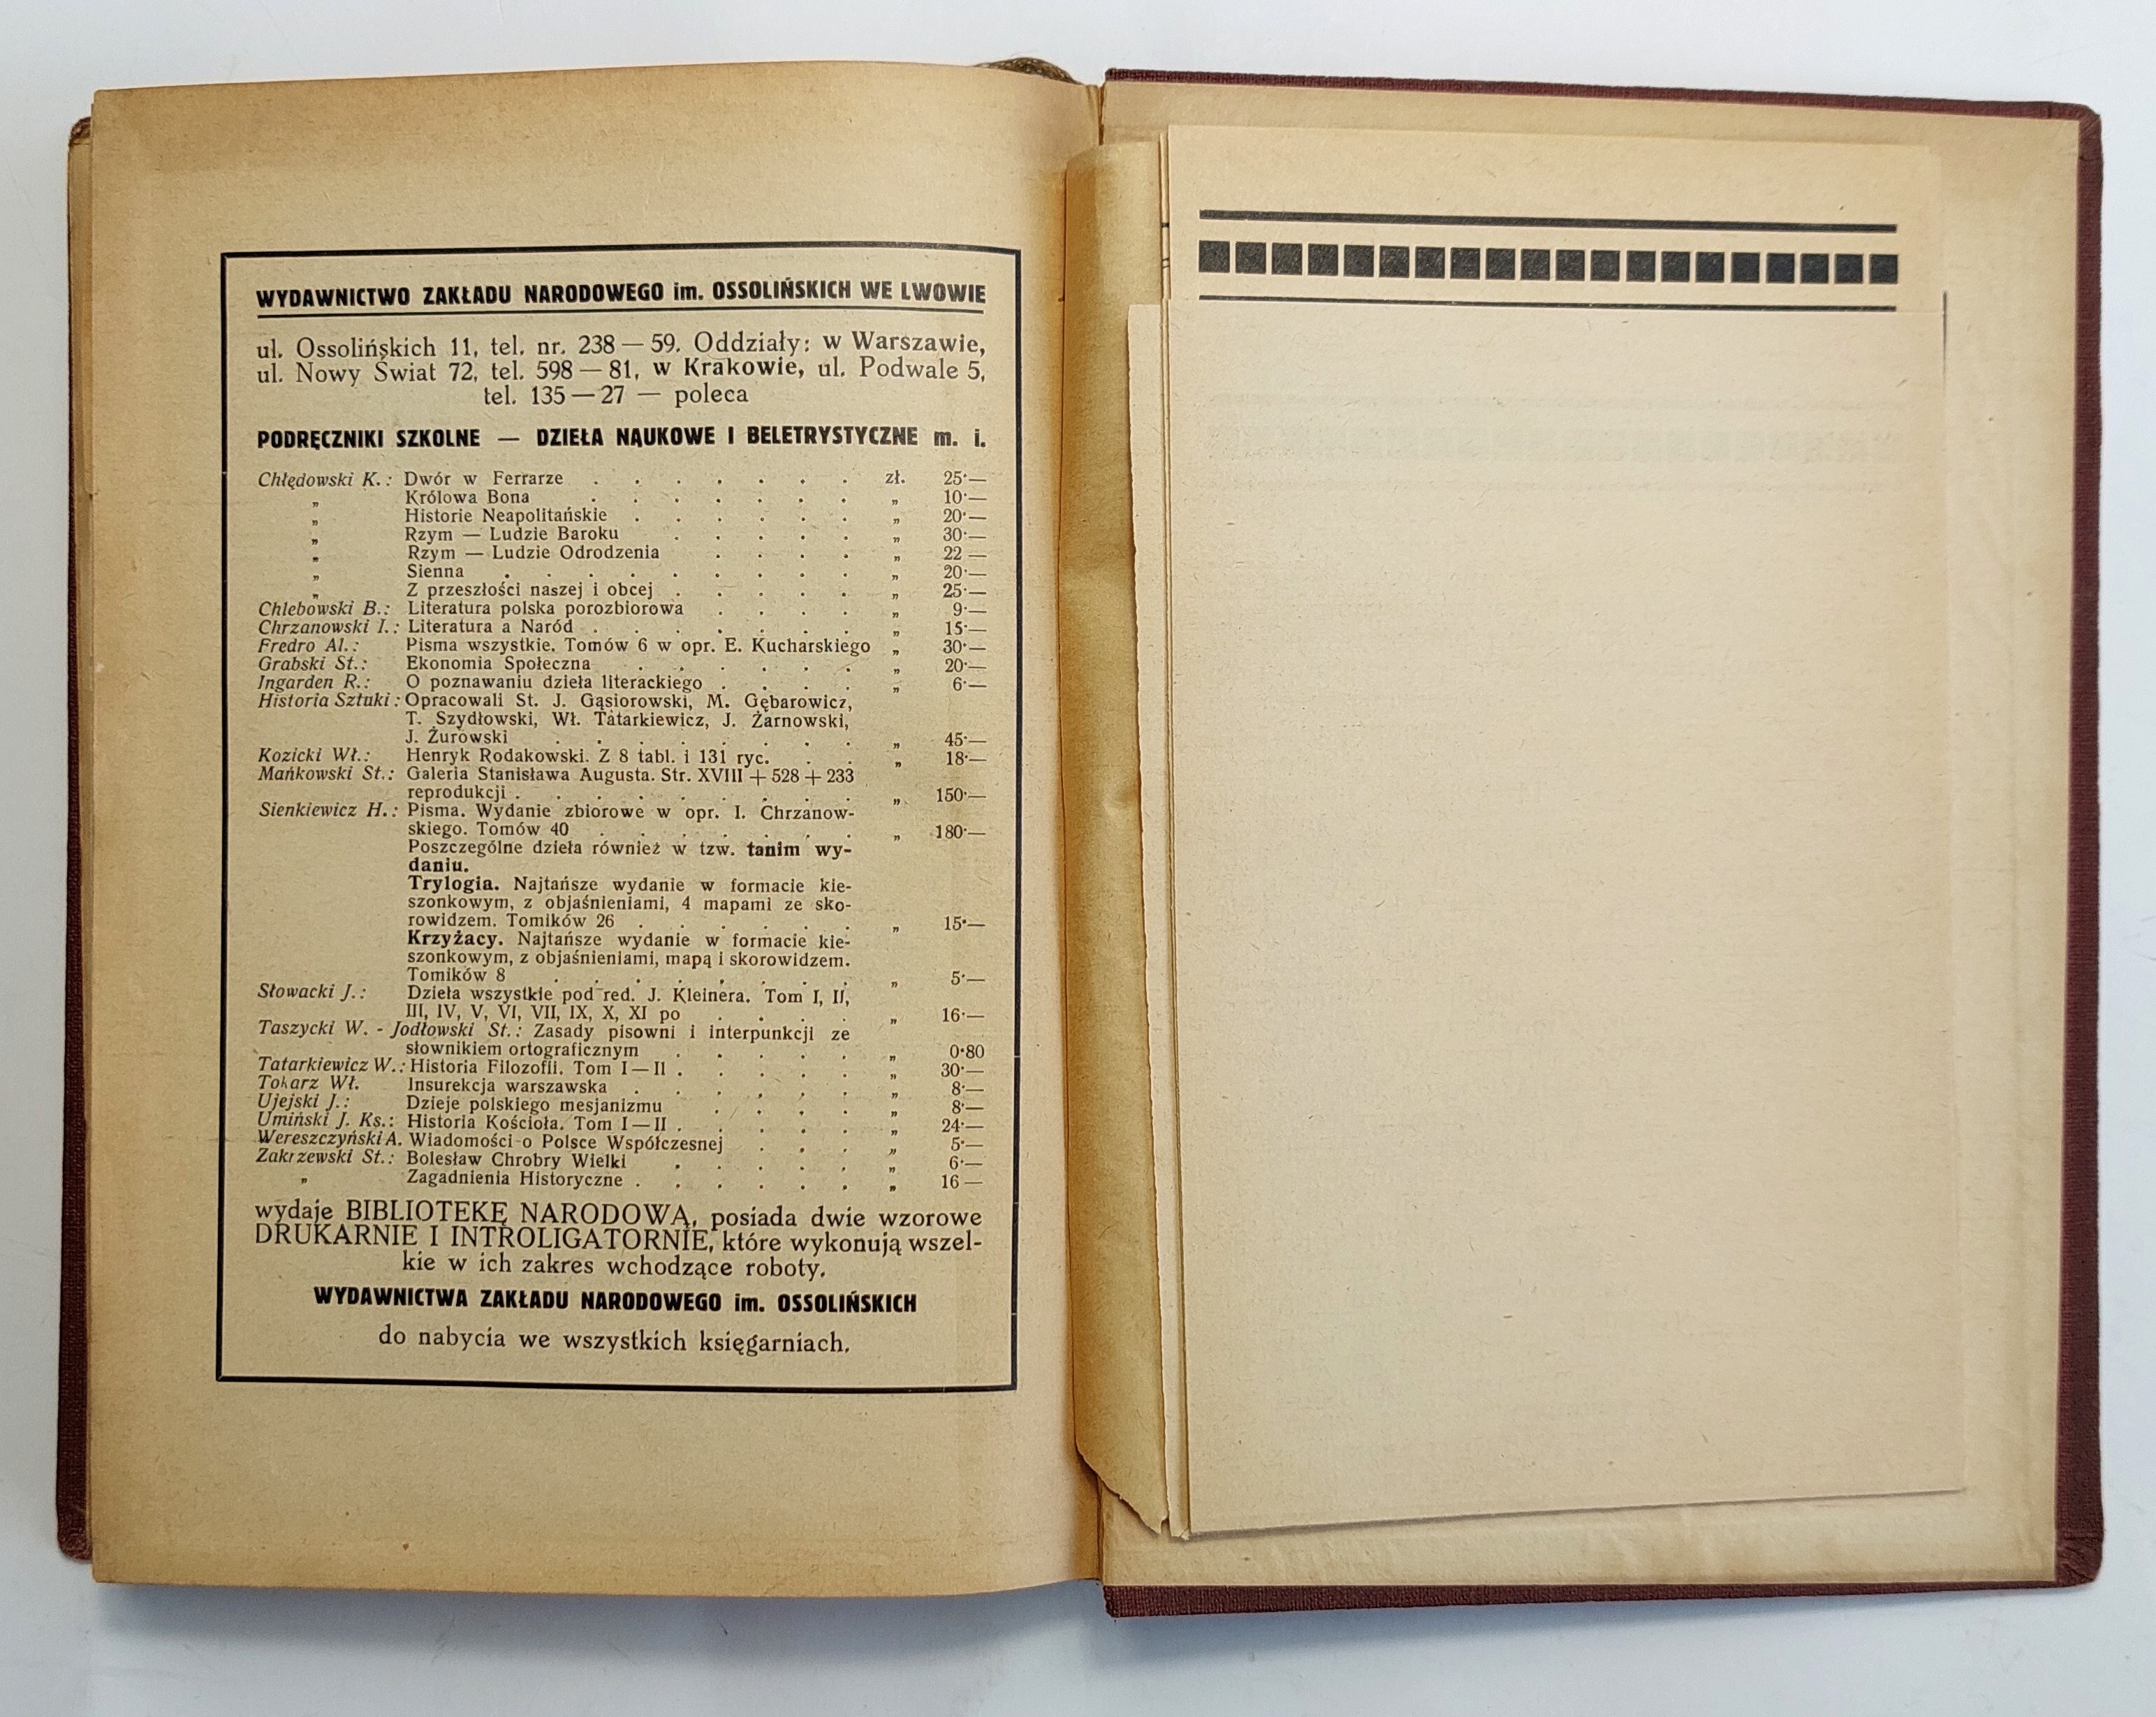 WYDAWNICTWO ZAKŁADU NARODOWEGO im. OSSOLIŃSKICH WE LWOWIE
ul. Ossolińskich 11, tel. nr. 238 — 59. Oddziały: w Warszawie,
ul. Nowy Świat 72, tel. 598 — 81, w Krakowie, ul. Podwale 5,
tel. 135 — 27 — poleca
PODRĘCZNIKI SZKOLNE — DZIEŁA NAUKOWE I BELETRYSTYCZNE m. i.
Chłędowski K.: Dwór w Ferrarze . . . . . . . zł. 25·—
„ Królowa Bona . . . . . . . „ 10·—
„ Historie Neapolitańskie . . . . . . „ 20·—
„ Rzym — Ludzie Baroku . . . . . „ 30·—
„ Rzym — Ludzie Odrodzenia . . . . „ 22 —
„ Sienna . . . . . . . . . „ 20·—
„ Z przeszłości naszej i obcej . . . . . „ 25·—
Chlebowski B.: Literatura polska porozbiorowa . . . . „ 9·—
Chrzanowski I.: Literatura a Naród . . . . . . . „ 15·—
Fredro Al.: Pisma wszystkie. Tomów 6 w opr. E. Kucharskiego „ 30·—
Grabski St.: Ekonomia Społeczna . . . . . . „ 20·—
Ingarden R.: O poznawaniu dzieła literackiego . . . . „ 6·—
Historia Sztuki: Opracowali St. J. Gąsiorowski, M. Gębarowicz,
T. Szydłowski, Wł. Tatarkiewicz, J. Żarnowski,
J. Żurowski . . . . . . . . „ 45·—
Kozicki Wł.: Henryk Rodakowski. Z 8 tabl. i 131 ryc. . . „ 18·—
Mańkowski St.: Galeria Stanisława Augusta. Str. XVIII + 528 + 233
reprodukcji . . . . . . . . . „ 150·—
Sienkiewicz H.: Pisma. Wydanie zbiorowe w opr. I. Chrzanow-
skiego. Tomów 40 . . . . . . . „ 180·—
Poszczególne dzieła również w tzw. tanim wy-
daniu.
Trylogia. Najtańsze wydanie w formacie kie-
szonkowym, z objaśnieniami, 4 mapami ze sko-
rowidzem. Tomików 26 . . . . . . „ 15·—
Krzyżacy. Najtańsze wydanie w formacie kie-
szonkowym, z objaśnieniami, mapą i skorowidzem.
Tomików 8 . . . . . . . . „ 5·—
Słowacki J.: Dzieła wszystkie pod red. J. Kleinera. Tom I, II,
III, IV, V, VI, VII, IX, X, XI po . . . . „ 16·—
Taszycki W. - Jodłowski St.: Zasady pisowni i interpunkcji ze
słownikiem ortograficznym . . . . . „ 0·80
Tatarkiewicz W.: Historia Filozofii. Tom I — II . . . . . „ 30·—
Tokarz Wł. Insurekcja warszawska . . . . . . „ 8·—
Ujejski J.: Dzieje polskiego mesjanizmu . . . . „ 8·—
Umiński J. Ks.: Historia Kościoła. Tom I — II . . . . . „ 24·—
Wereszczyński A. Wiadomości o Polsce Współczesnej . . . „ 5·—
Zakrzewski St.: Bolesław Chrobry Wielki . . . . . „ 6·—
„ Zagadnienia Historyczne . . . . . . „ 16 —
wydaje BIBLIOTEKĘ NARODOWĄ, posiada dwie wzorowe
DRUKARNIE I INTROLIGATORNIE, które wykonują wszel-
kie w ich zakres wchodzące roboty.
WYDAWNICTWA ZAKŁADU NARODOWEGO im. OSSOLIŃSKICH
do nabycia we wszystkich księgarniach.